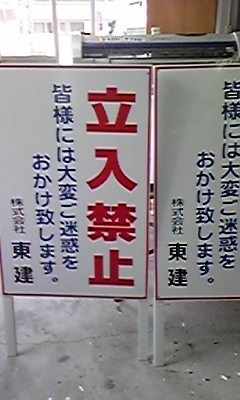 立入禁止
皆様には大変ご迷惑を
おかけ致します。
株式会社 東建
皆様には大変ご迷惑を
おかけ致します。
株式会社 東建